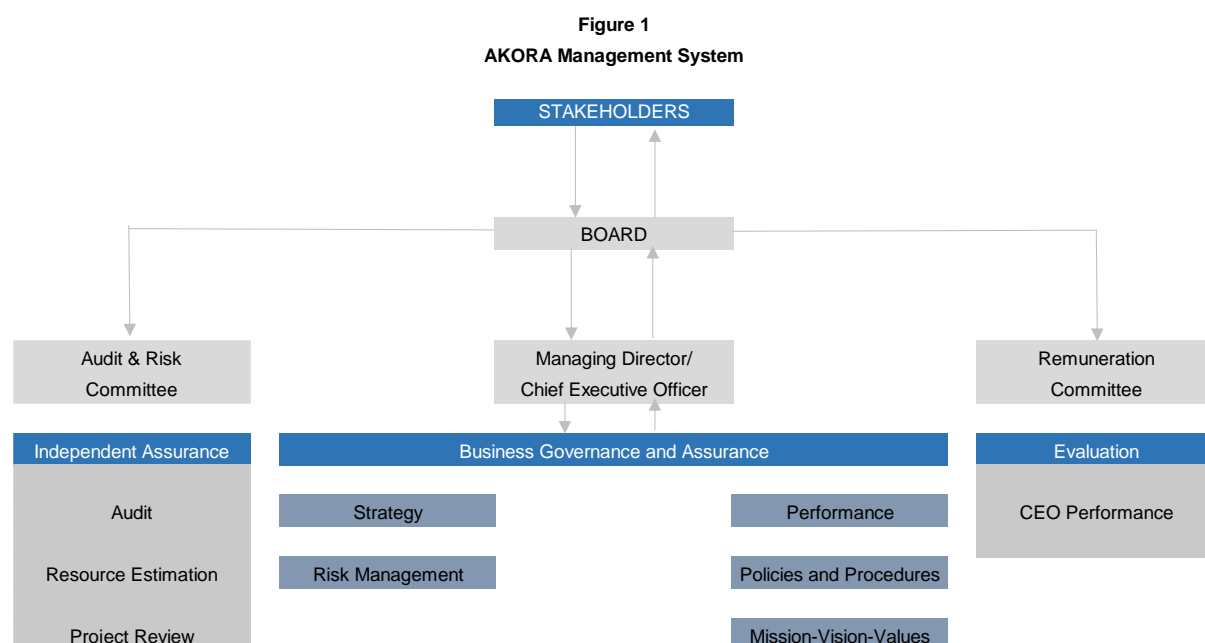 Figure 1
AKORA Management System
STAKEHOLDERS
BOARD
Audit & Risk
Committee
Managing Director/
Chief Executive Officer
Remuneration
Committee
Independent Assurance
Business Governance and Assurance
Evaluation
Audit
Strategy
Performance
CEO Performance
Resource Estimation
Risk Management
Policies and Procedures
Project Review
Mission-Vision-Values